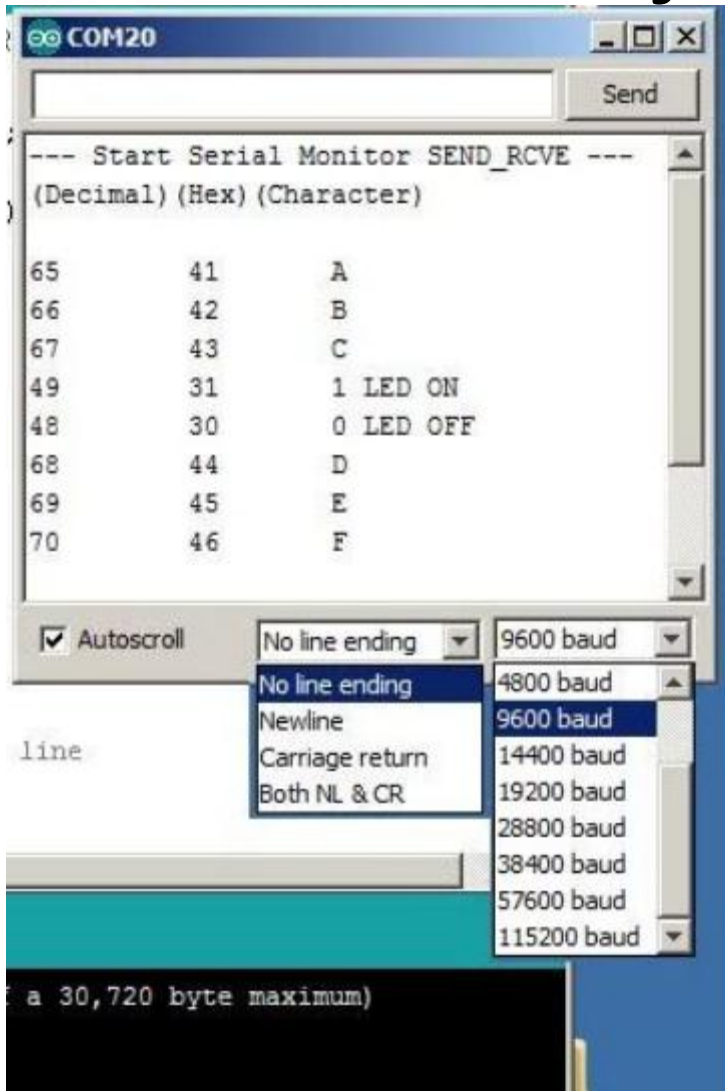 COM20
Send
--- Start Serial Monitor SEND_RCVE ---
(Decimal)(Hex)(Character)
65 41 A
66 42 B
67 43 C
49 31 1 LED ON
48 30 0 LED OFF
68 44 D
69 45 E
70 46 F
Autoscroll No line ending 9600 baud
No line ending
Newline
Carriage return
Both NL & CR
4800 baud
9600 baud
14400 baud
19200 baud
28800 baud
38400 baud
57600 baud
115200 baud
line
a 30,720 byte maximum)